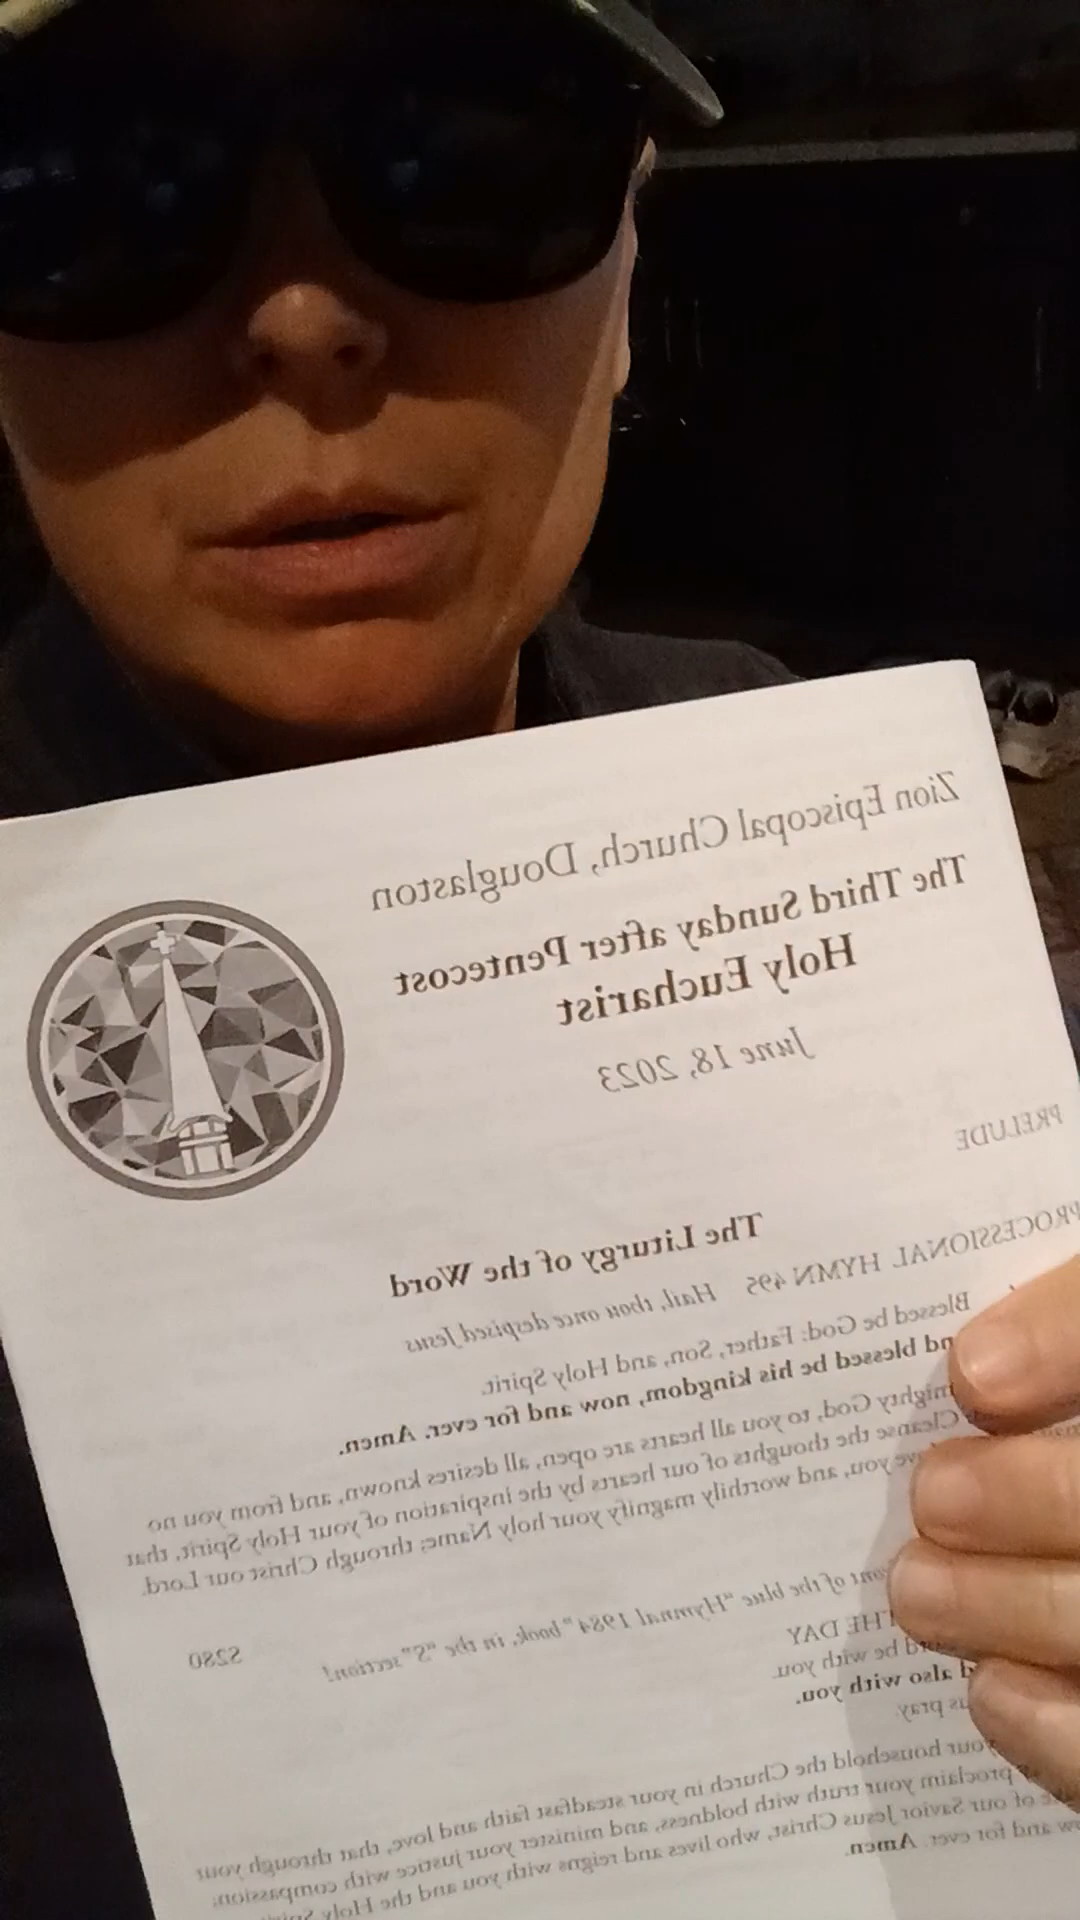 Zion Episcopal Church, Douglaston
The Third Sunday after Pentecost
Holy Eucharist
June 18, 2023
PRELUDE
PROCESSIONAL HYMN 495 Hail, thou once despised Jesus
The Liturgy of the Word
Blessed be God: Father, Son, and Holy Spirit.
nd blessed be his kingdom, now and for ever. Amen.
mighty God, to you all hearts are open, all desires known, and from you no
Cleanse the thoughts of our hearts by the inspiration of your Holy Spirit, that
ve you, and worthily magnify your holy Name; through Christ our Lord.
ont of the blue "Hymnal 1984" book, in the "S" section! S280
THE DAY
ord be with you.
d also with you.
us pray.
your household the Church in your steadfast faith and love, that through your
proclaim your truth with boldness, and minister your justice with compassion;
of our Savior Jesus Christ, who lives and reigns with you and the Holy Spirit,
w and for ever. Amen.